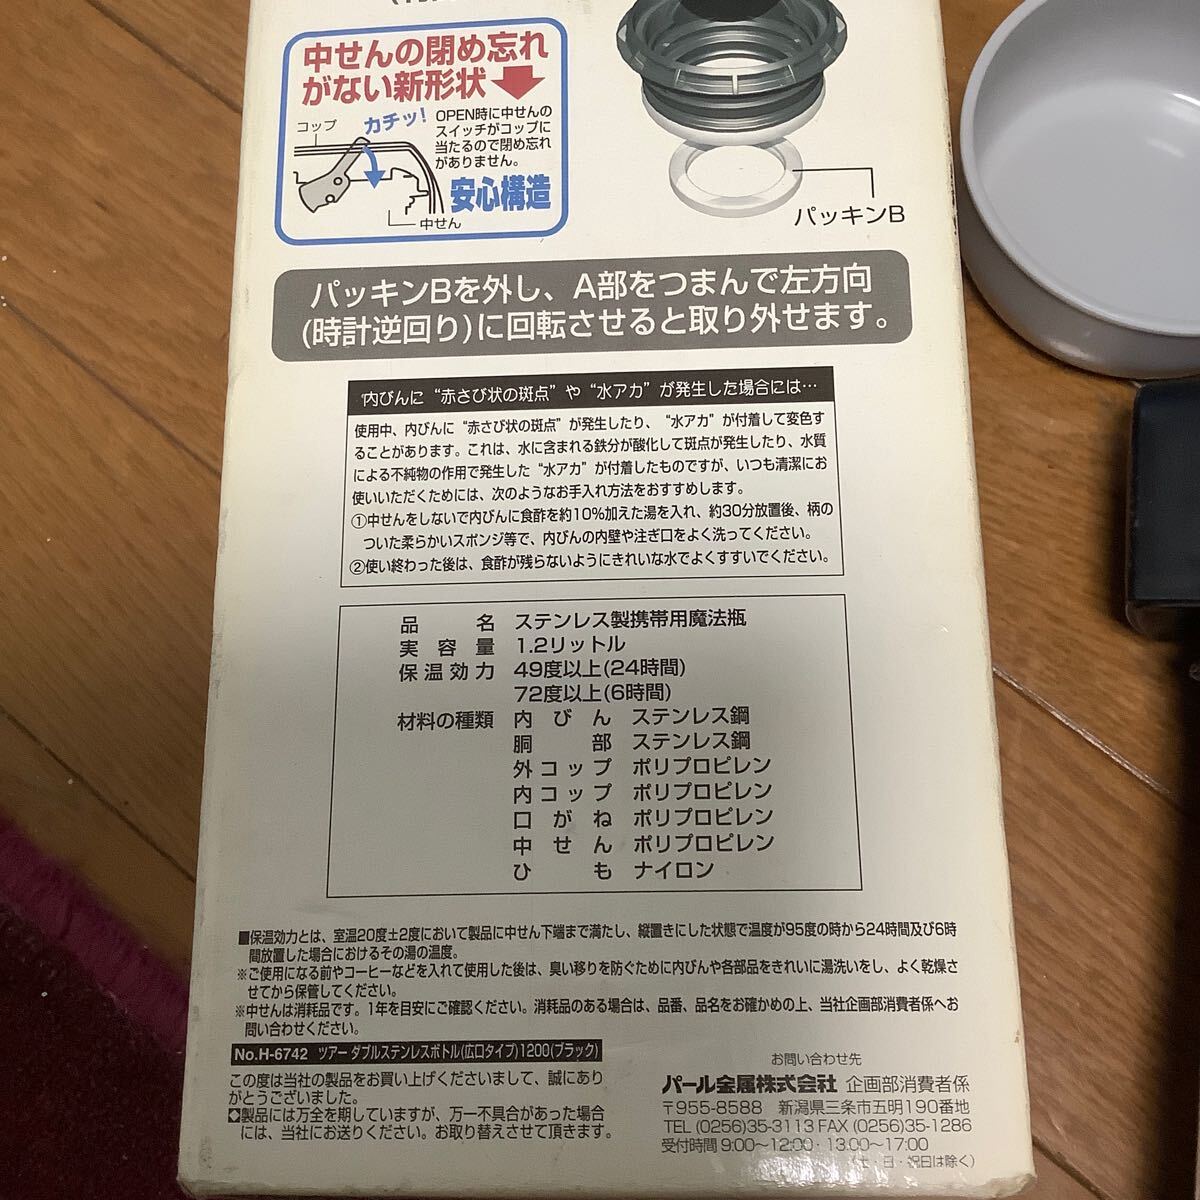 中せんの閉め忘れ
がない新形状
コップ
カチッ!
OPEN時に中せんの
スイッチがコップに
当たるので閉め忘れ
がありません。
安心構造
中せん
パッキンB
パッキンBを外し、A部をつまんで左方向
(時計逆回り)に回転させると取り外せます。
内びんに“赤さび状の斑点”や“水アカ”が発生した場合には…
使用中、内びんに“赤さび状の斑点”が発生したり、“水アカ”が付着して変色す
ることがあります。これは、水に含まれる鉄分が酸化して斑点が発生したり、水質
による不純物の作用で発生した“水アカ”が付着したものですが、いつも清潔にお
使いいただくためには、次のようなお手入れ方法をおすすめします。
①中せんをしないで内びんに食酢を約10%加えた湯を入れ、約30分放置後、柄の
ついた柔らかいスポンジ等で、内びんの内壁や注ぎ口をよく洗ってください。
②使い終わった後は、食酢が残らないようにきれいな水でよくすすいでください。
品名 ステンレス製携帯用魔法瓶
実容量 1.2リットル
保温効力 49度以上(24時間)
72度以上(6時間)
材料の種類 内びん ステンレス鋼
胴部 ステンレス鋼
外コップ ポリプロピレン
内コップ ポリプロピレン
口がね ポリプロピレン
中せん ポリプロピレン
ひも ナイロン
■保温効力とは、室温20度±2度において製品に中せん下端まで満たし、縦置きにした状態で温度が95度の時から24時間及び6時
間放置した場合におけるその湯の温度。
※ご使用になる前やコーヒーなどを入れて使用した後は、臭い移りを防ぐために内びんや各部品をきれいに湯洗いをし、よく乾燥さ
せてから保管してください。
※中せんは消耗品です。1年を目安にご確認ください。消耗品のある場合は、品番、品名をお確かめの上、当社企画部消費者係へお
問い合わせください。
No.H-6742 ツアー ダブルステンレスボトル(広口タイプ)1200(ブラック)
この度は当社の製品をお買い上げくださいまして、誠にあり
がとうございました。
◆製品には万全を期していますが、万一不具合があった場合
には、当社にお送りください。お取り替えさせて頂きます。
お問い合わせ先
パール金属株式会社 企画部消費者係
〒955-8588 新潟県三条市五明190番地
TEL (0256)35-3113 FAX (0256)35-1286
受付時間 9:00〜12:00・13:00〜17:00
(土・日・祝日は除く)